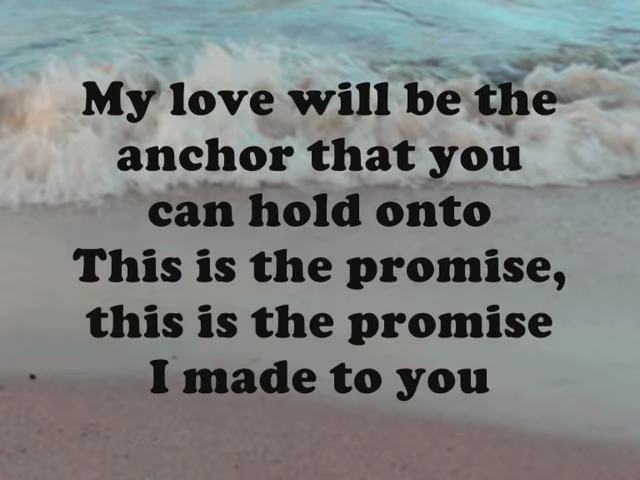 My love will be the
anchor that you
can hold onto
This is the promise,
this is the promise
I made to you